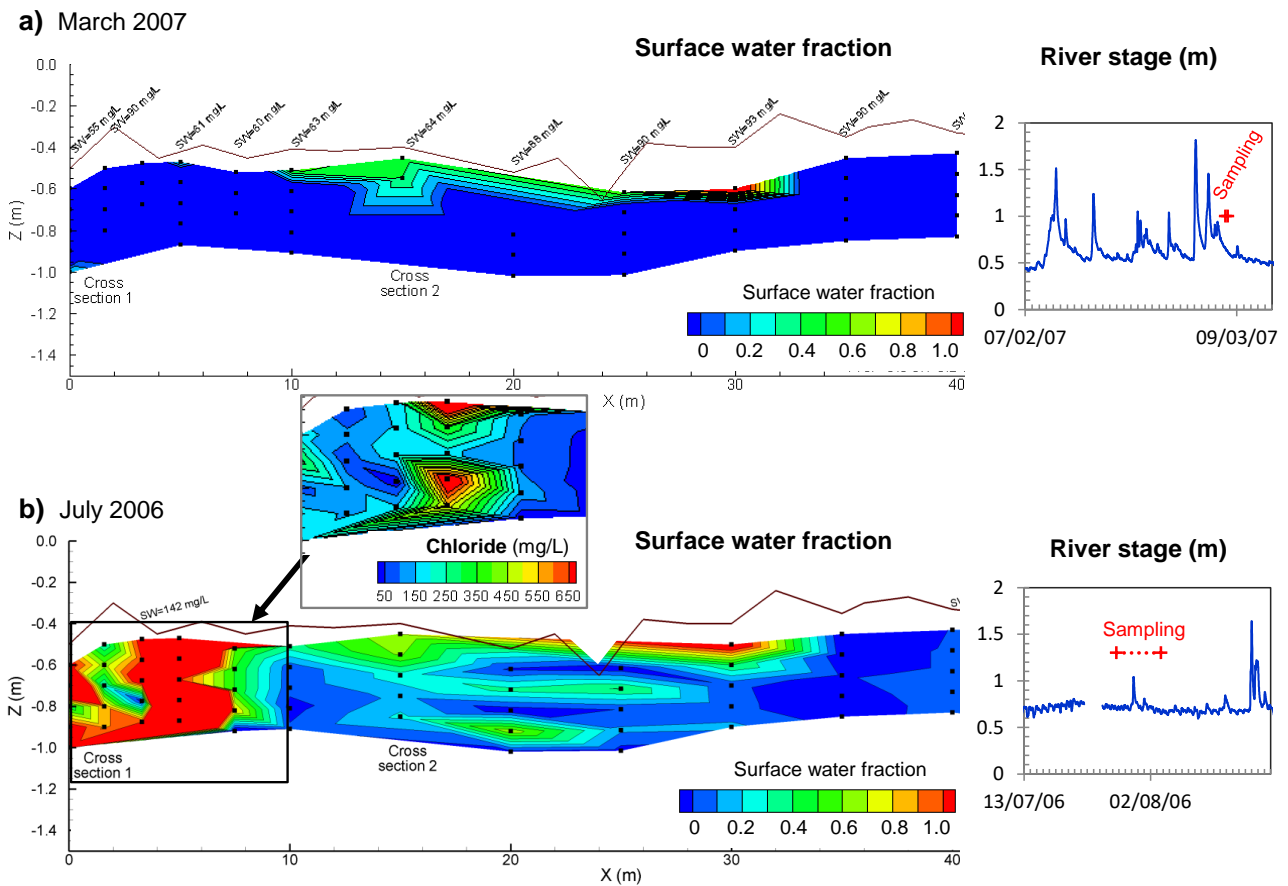 a) March 2007
Surface water fraction
River stage (m)
0.0
-0.2
-0.4
-0.6
-0.8
-1.0
-1.2
-1.4
Z (m)
SW=55 mg/L
SW=90 mg/L
SW=61 mg/L
SW=60 mg/L
SW=63 mg/L
SW=64 mg/L
SW=88 mg/L
SW=90 mg/L
SW=93 mg/L
SW=90 mg/L
SW
Cross
section 1
Cross
section 2
Surface water fraction
0 0.2 0.4 0.6 0.8 1.0
0 10 20 30 40
X (m)
2
1.5
1
0.5
0
Sampling
07/02/07 09/03/07
Chloride (mg/L)
50 150 250 350 450 550 650
b) July 2006
Surface water fraction
River stage (m)
0.0
-0.2
-0.4
-0.6
-0.8
-1.0
-1.2
-1.4
Z (m)
SW=142 mg/L
Cross
section 1
Cross
section 2
Surface water fraction
0 0.2 0.4 0.6 0.8 1.0
0 10 20 30 40
X (m)
2
1.5
1
0.5
0
Sampling
13/07/06 02/08/06